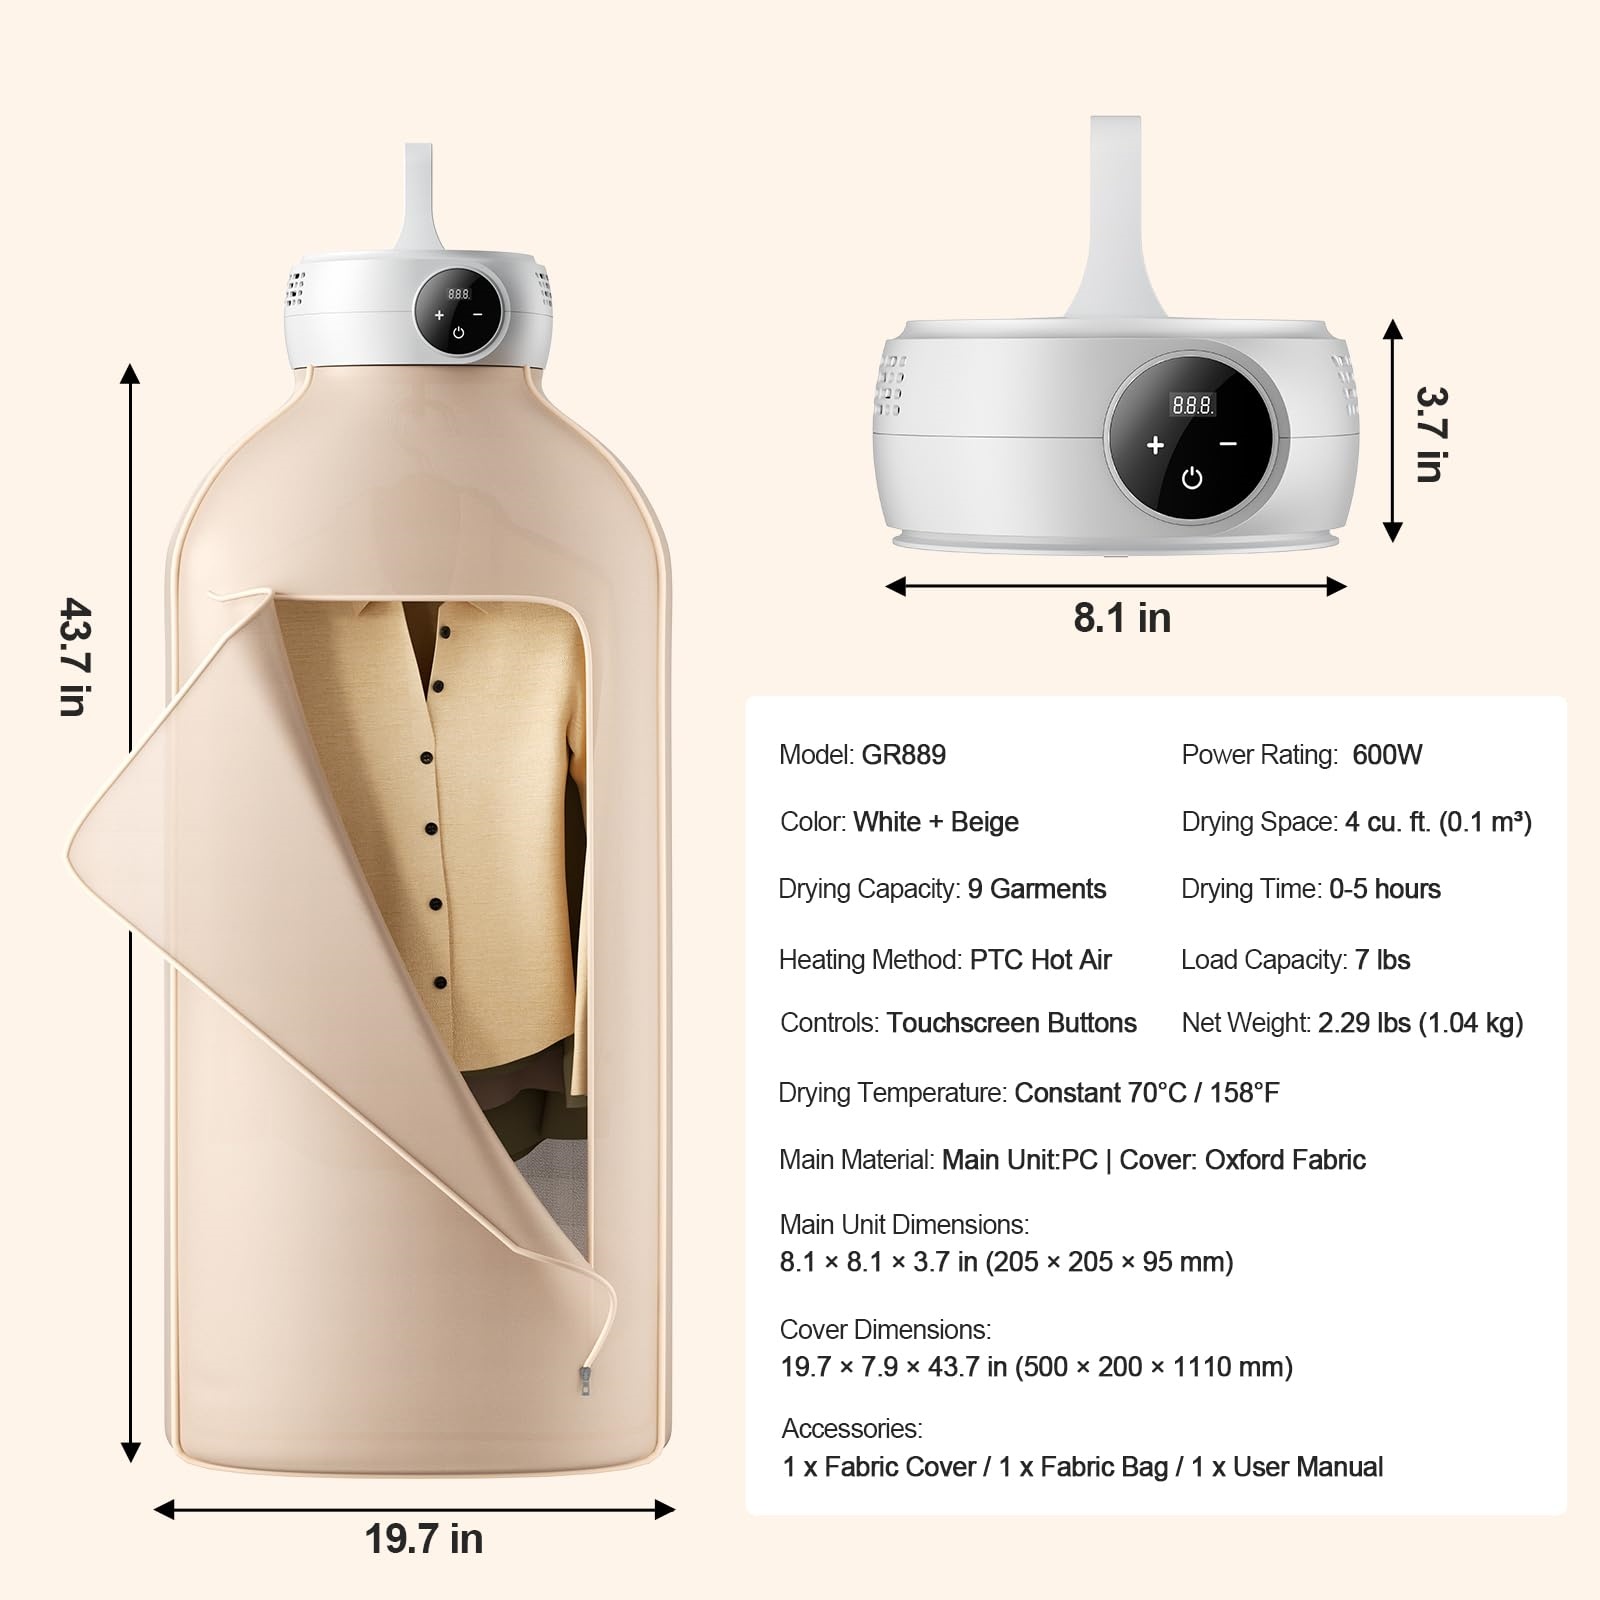 888
+ −
43.7 in
19.7 in
8.8.8.
+ −
3.7 in
8.1 in
Model: GR889
Power Rating: 600W
Color: White + Beige
Drying Space: 4 cu. ft. (0.1 m³)
Drying Capacity: 9 Garments
Drying Time: 0-5 hours
Heating Method: PTC Hot Air
Load Capacity: 7 lbs
Controls: Touchscreen Buttons
Net Weight: 2.29 lbs (1.04 kg)
Drying Temperature: Constant 70°C / 158°F
Main Material: Main Unit:PC | Cover: Oxford Fabric
Main Unit Dimensions:
8.1 × 8.1 × 3.7 in (205 × 205 × 95 mm)
Cover Dimensions:
19.7 × 7.9 × 43.7 in (500 × 200 × 1110 mm)
Accessories:
1 x Fabric Cover / 1 x Fabric Bag / 1 x User Manual